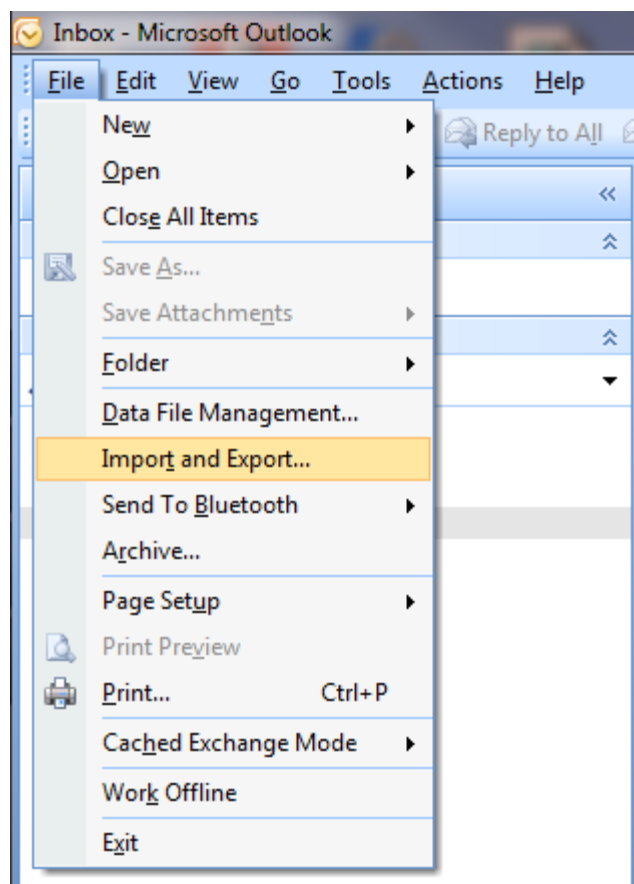 Inbox - Microsoft Outlook
File Edit View Go Tools Actions Help
New
Reply to All
Open
Close All Items
Save As...
Save Attachments
Folder
Data File Management...
Import and Export...
Send To Bluetooth
Archive...
Page Setup
Print Preview
Print... Ctrl+P
Cached Exchange Mode
Work Offline
Exit